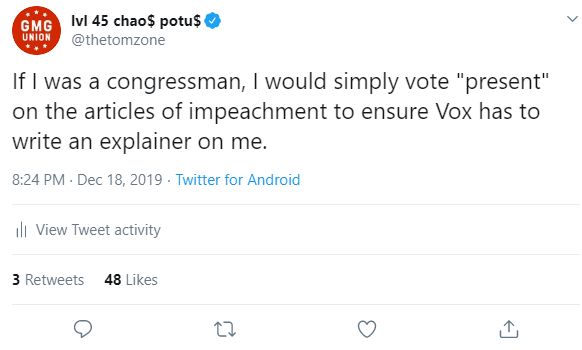 GMG
UNION
lvl 45 chao$ potu$
@thetomzone
If I was a congressman, I would simply vote "present"
on the articles of impeachment to ensure Vox has to
write an explainer on me.
8:24 PM · Dec 18, 2019 · Twitter for Android
View Tweet activity
3 Retweets 48 Likes